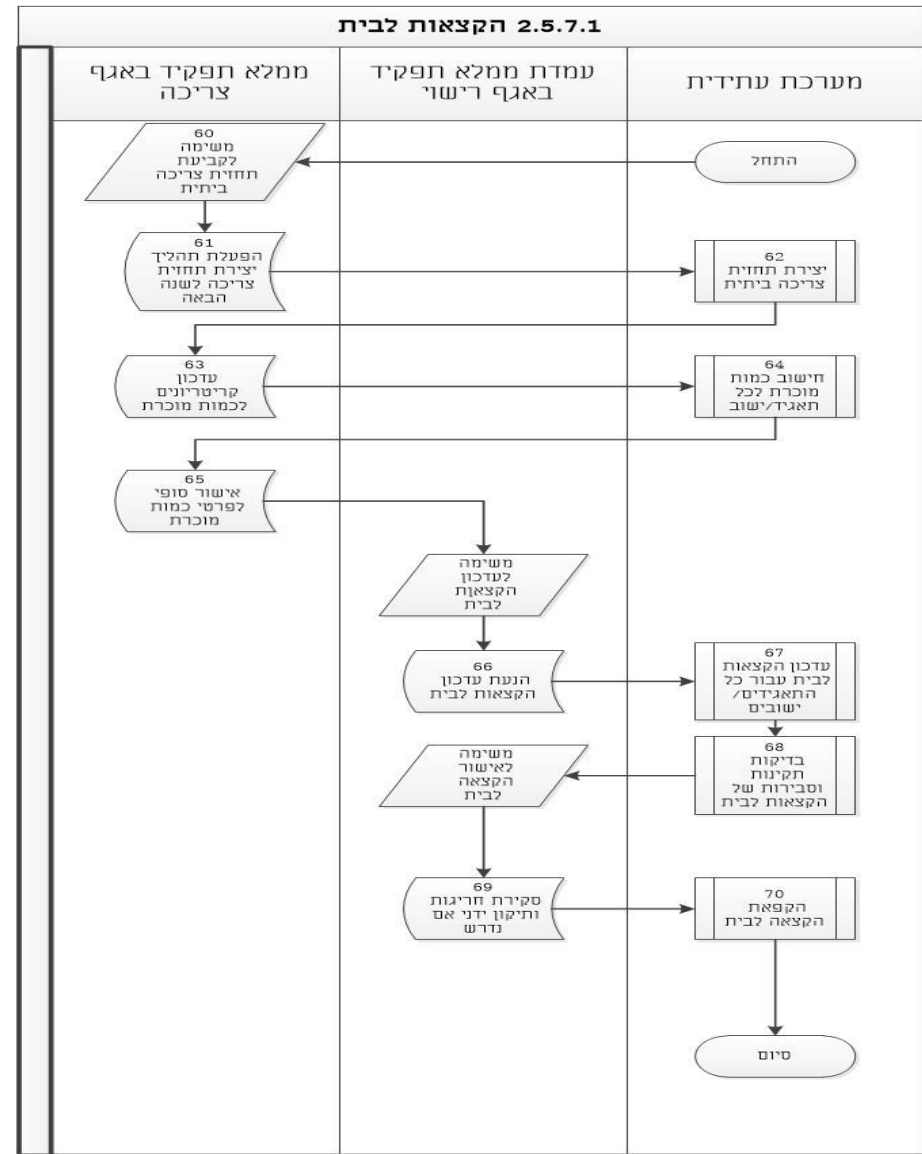 2.5.7.1 הקצאות לבית
מערכת עתידית
עמדת ממלא תפקיד
באגף רישוי
ממלא תפקיד באגף
צריכה
התחל
60
משימה
לקביעת
תחזית צריכה
ביתית
61
הפעלת תהליך
יצירת תחזית
צריכה לשנה
הבאה
62
יצירת תחזית
צריכה ביתית
63
עדכון
קריטריונים
לכמות מוכרת
64
חישוב כמות
מוכרת לכל
תאגיד/ישוב
65
אישור סופי
לפרטי כמות
מוכרת
משימה
לעדכון
הקצאות
לבית
66
הנעת עדכון
הקצאות לבית
67
עדכון הקצאות
לבית עבור כל
התאגידים/
ישובים
68
בדיקות
תקינות
וסבירות של
הקצאות לבית
משימה
לאישור
הקצאה
לבית
69
סקירת חריגות
ותיקון ידני אם
נדרש
70
הקפאת
הקצאה לבית
סיום